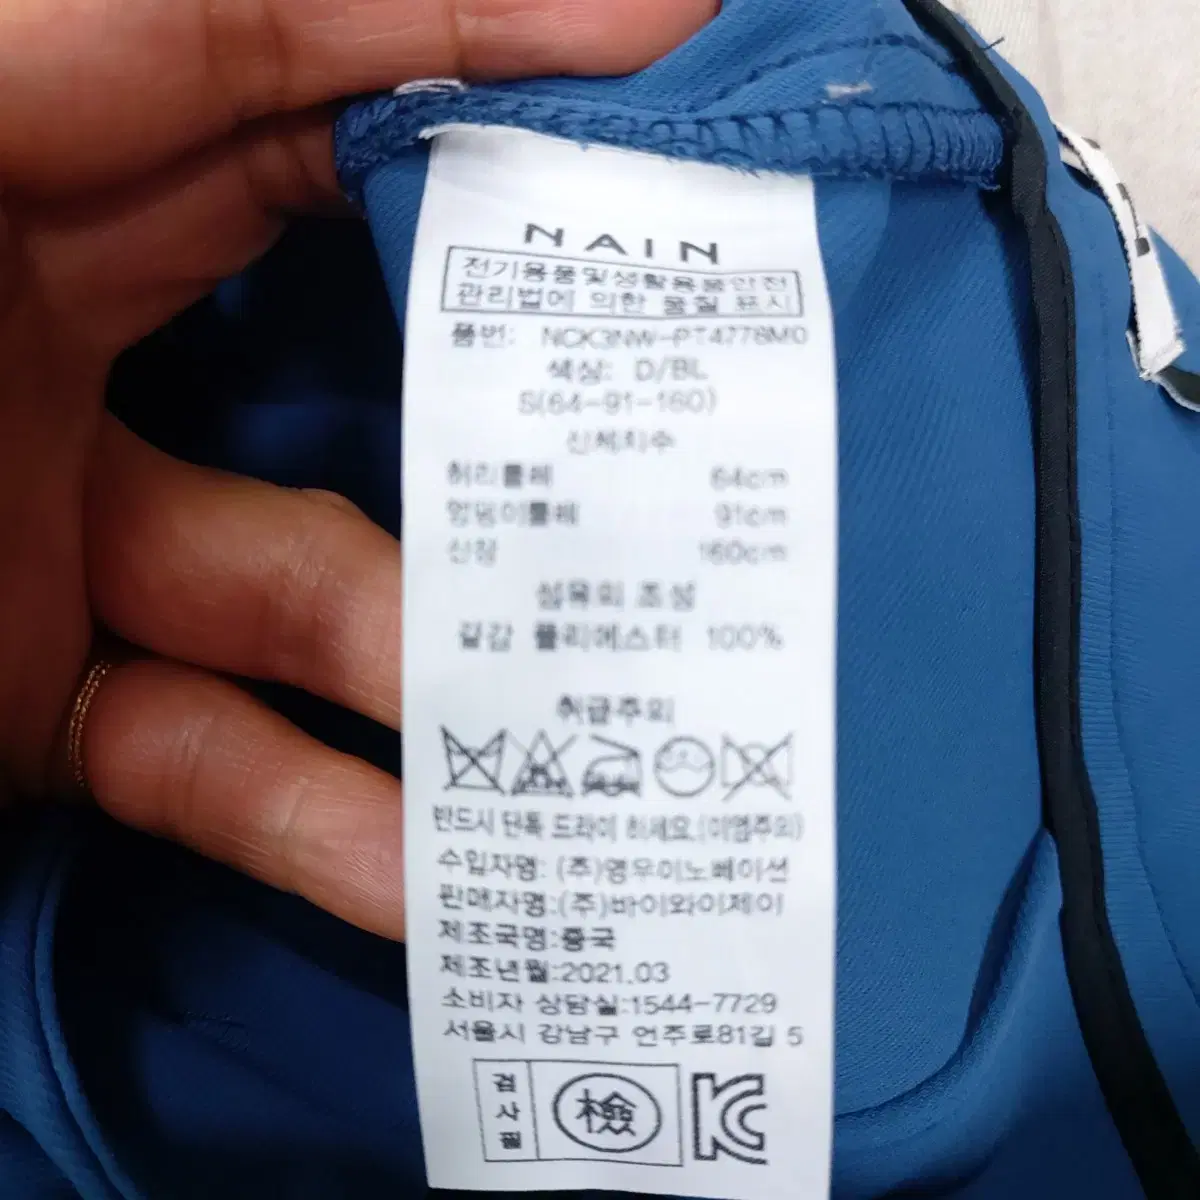 NAIN
전기용품및생활용품안전
관리법에 의한 품질 표시
품번: NCK3NW-PT4778M0
색상: D/BL
S(64-91-160)
신체치수
허리둘레 64cm
엉덩이둘레 91cm
신장 160cm
섬유의 조성
겉감 폴리에스터 100%
취급주의
반드시 단독 드라이 하세요.(이염주의)
수입자명: (주)영우이노베이션
판매자명:(주)바이와이제이
제조국명:중국
제조년월:2021.03
소비자 상담실:1544-7729
서울시 강남구 언주로81길 5
검사필
檢
KC